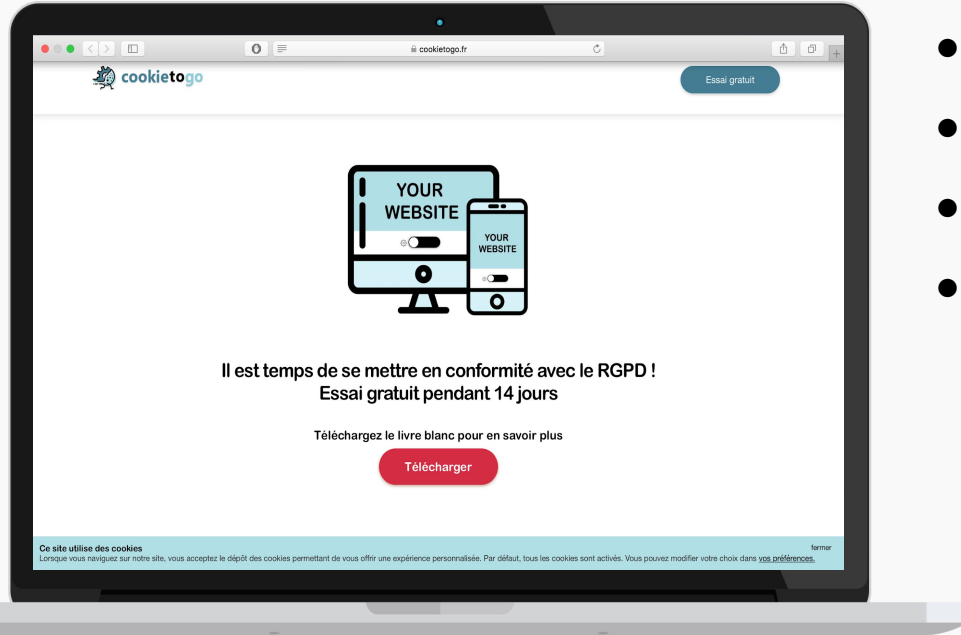 cookietogo.fr
cookietogo
Essai gratuit
YOUR
WEBSITE
YOUR
WEBSITE
Il est temps de se mettre en conformité avec le RGPD !
Essai gratuit pendant 14 jours
Téléchargez le livre blanc pour en savoir plus
Télécharger
Ce site utilise des cookies
fermer
Lorsque vous naviguez sur notre site, vous acceptez le dépôt des cookies permettant de vous offrir une expérience personnalisée. Par défaut, tous les cookies sont activés. Vous pouvez modifier votre choix dans vos préférences.